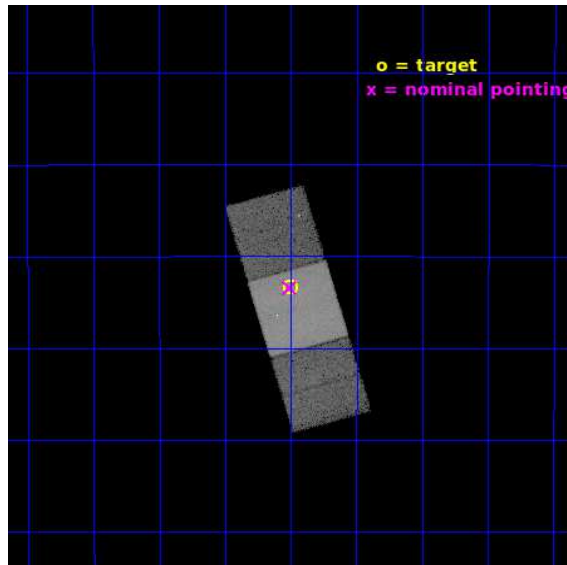 o = target
x = nominal pointing